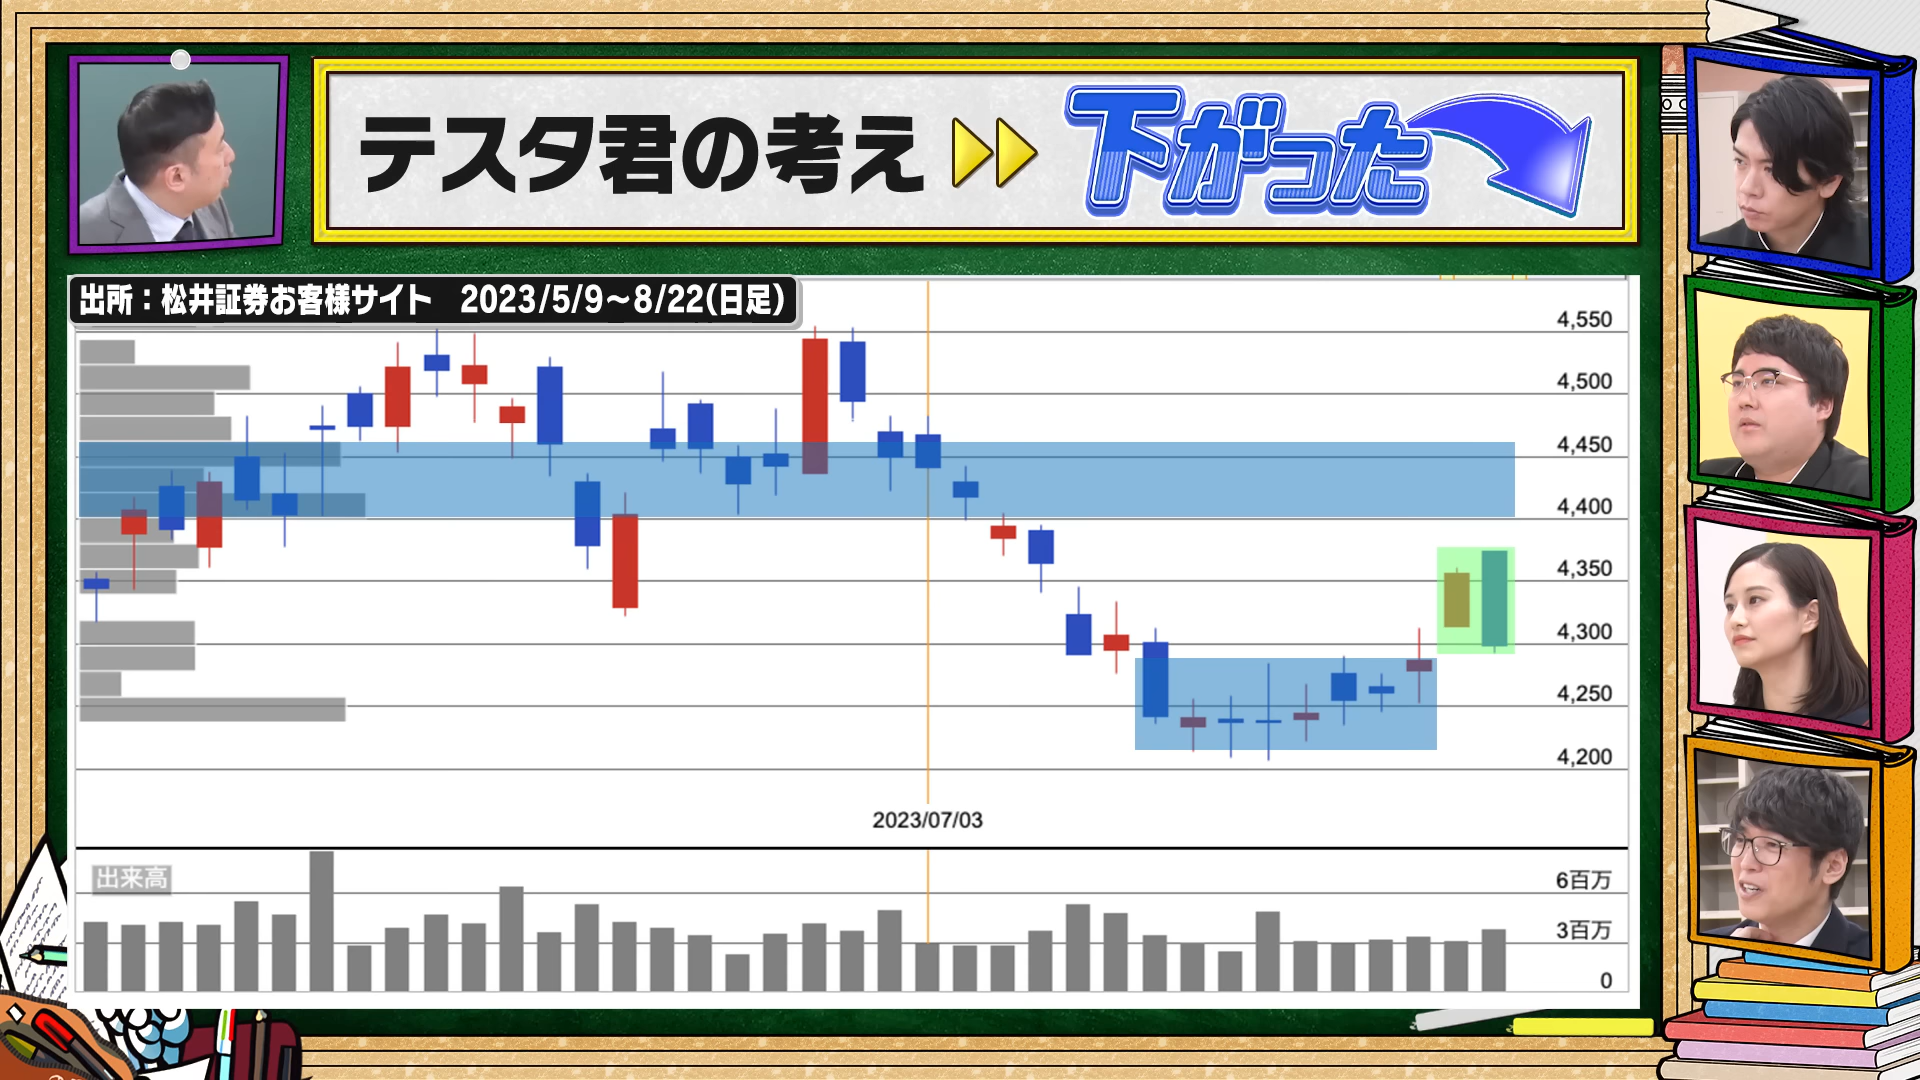 テスタ君の考え 下がった
出所：松井証券お客様サイト 2023/5/9～8/22(日足)
4,550
4,500
4,450
4,400
4,350
4,300
4,250
4,200
2023/07/03
出来高
6百万
3百万
0